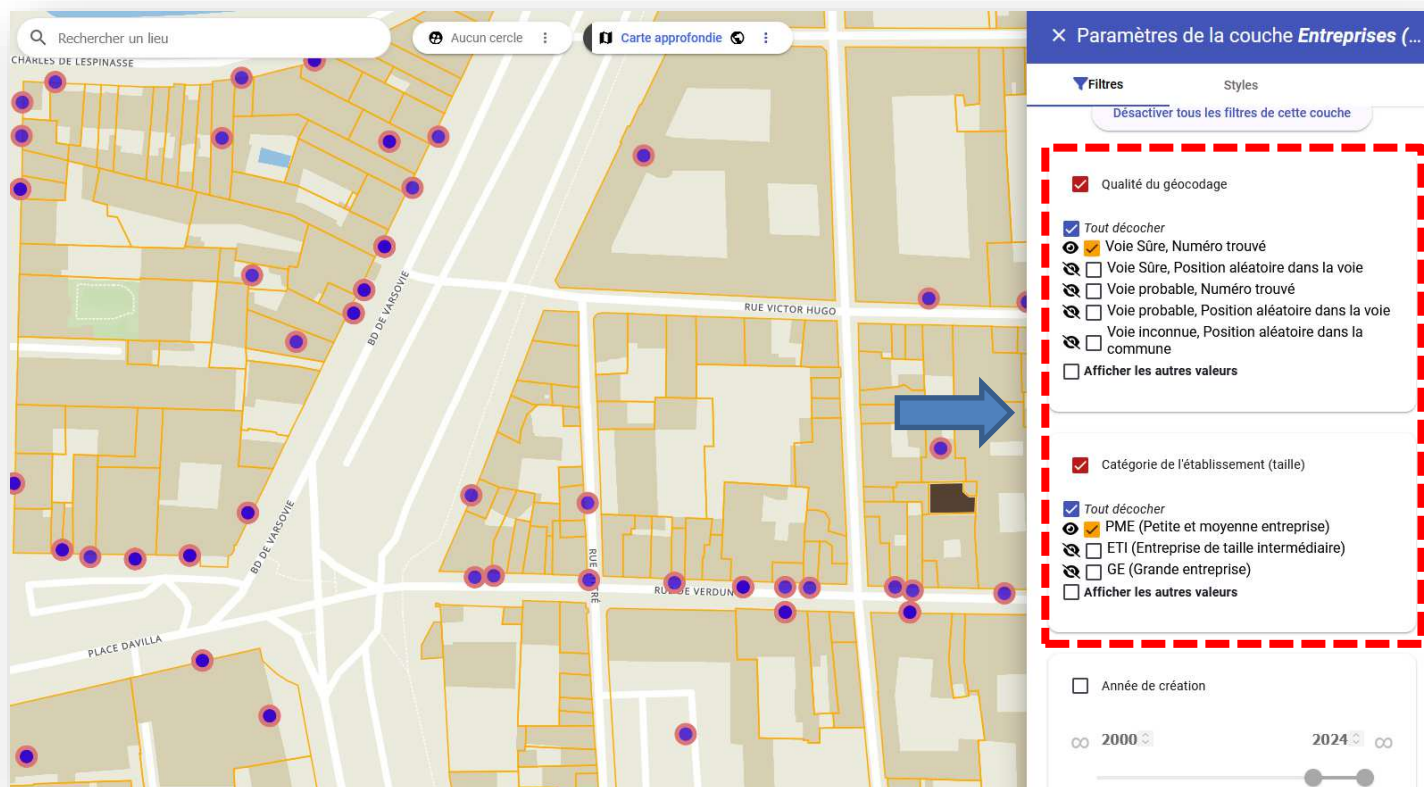 Rechercher un lieu
Aucun cercle
Carte approfondie
CHARLES DE LESPINASSE
BD DE VARSOVIE
RUE VICTOR HUGO
BD DE VARSOVIE
RUE DE VERDUN
PLACE DAVILLA
Paramètres de la couche Entreprises (...
Filtres
Styles
Désactiver tous les filtres de cette couche
Qualité du géocodage
Tout décocher
Voie Sûre, Numéro trouvé
Voie Sûre, Position aléatoire dans la voie
Voie probable, Numéro trouvé
Voie probable, Position aléatoire dans la voie
Voie inconnue, Position aléatoire dans la
commune
Afficher les autres valeurs
Catégorie de l'établissement (taille)
Tout décocher
PME (Petite et moyenne entreprise)
ETI (Entreprise de taille intermédiaire)
GE (Grande entreprise)
Afficher les autres valeurs
Année de création
∞ 2000 2024 ∞